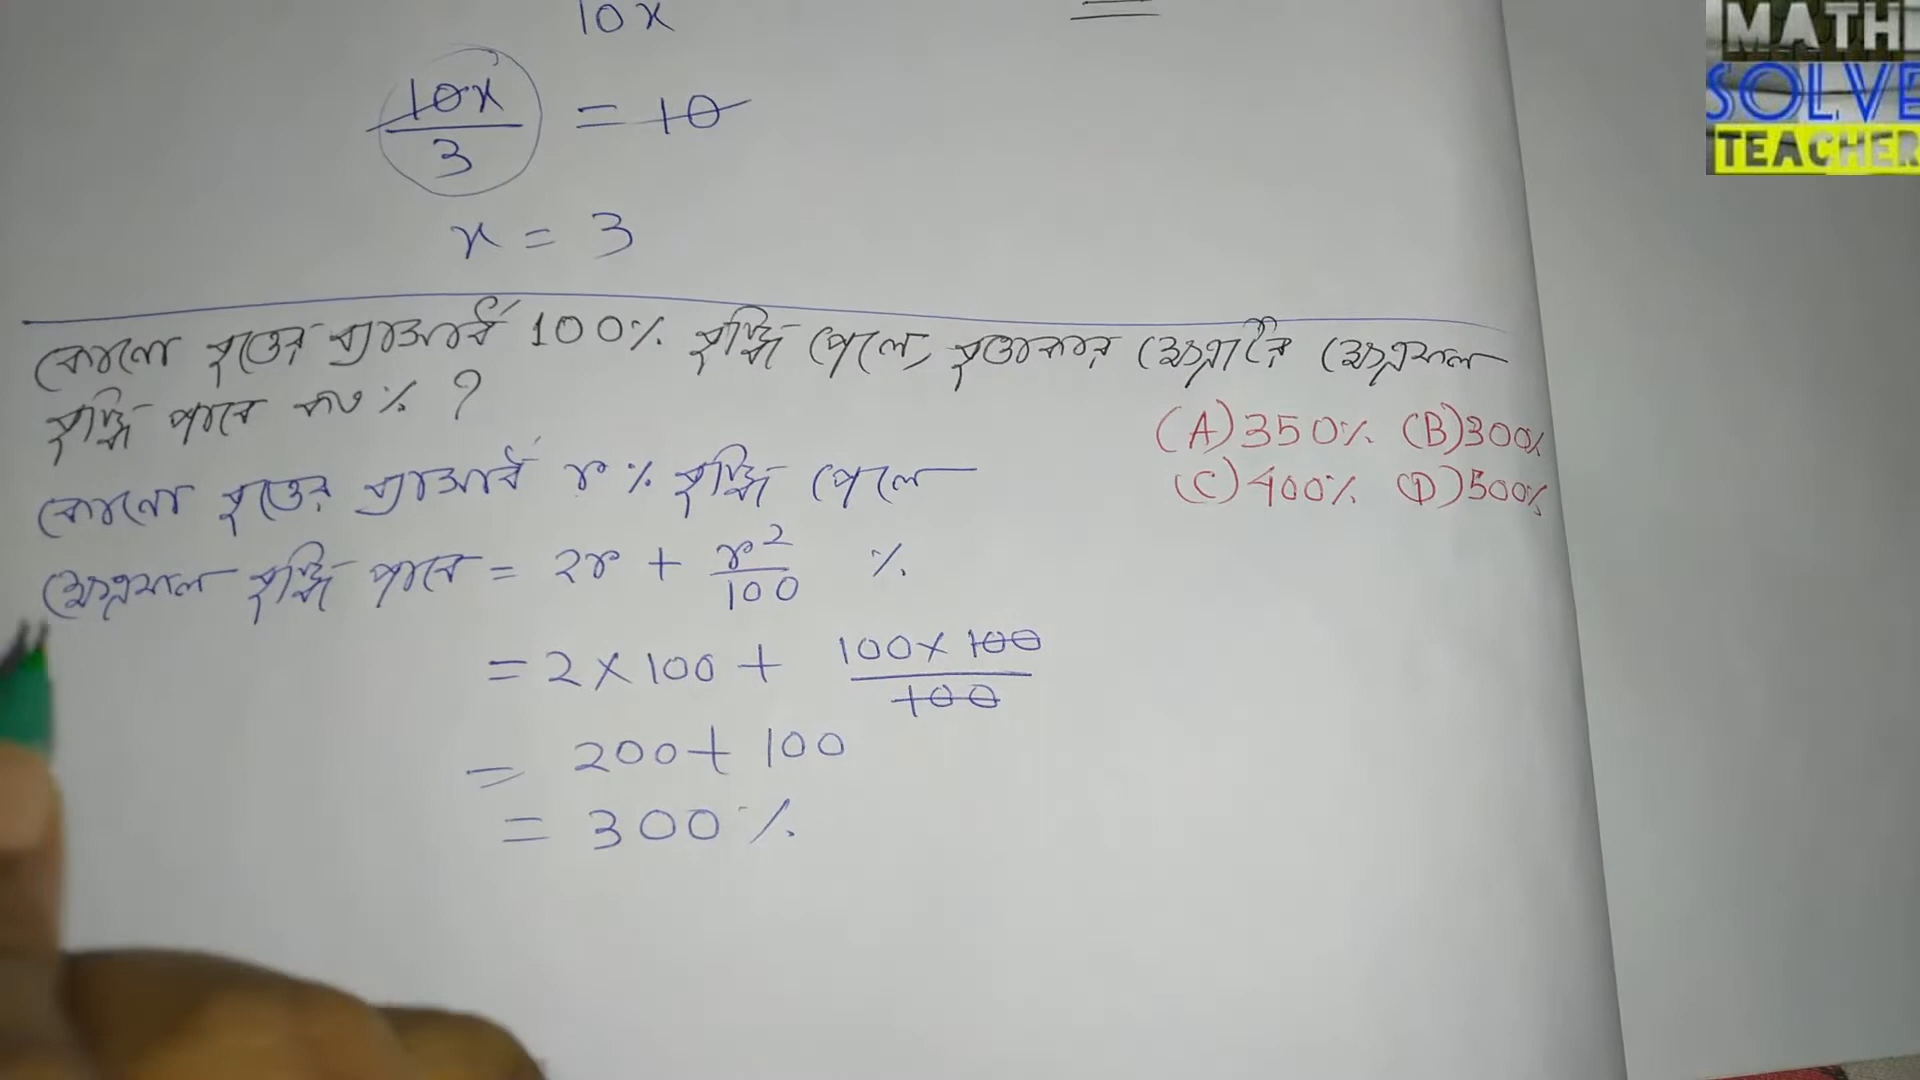 10x
10x
3
= 10
x = 3
কোনো বৃত্তের ব্যাসার্ধ 100% বৃদ্ধি পেলে, বৃত্তাকার ক্ষেত্রটির ক্ষেত্রফল
বৃদ্ধি পাবে কত % ?
(A) 350% (B) 300%
(C) 400% (D) 500%
কোনো বৃত্তের ব্যাসার্ধ r % বৃদ্ধি পেলে
ক্ষেত্রফল বৃদ্ধি পাবে = 2r + r²/100 %
= 2 × 100 + 100 × 100 / 100
= 200 + 100
= 300 %
MATH
SOLVE
TEACHER